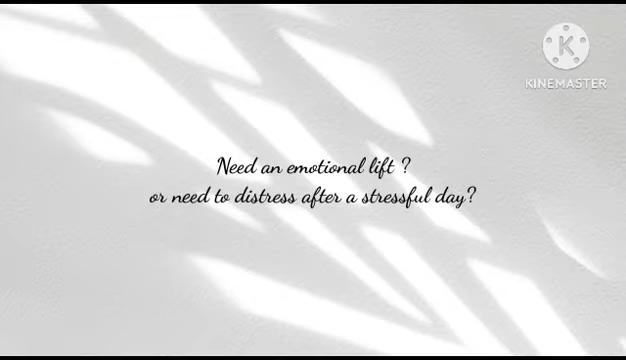 KINEMASTER
Need an emotional lift ?
or need to distress after a stressful day?